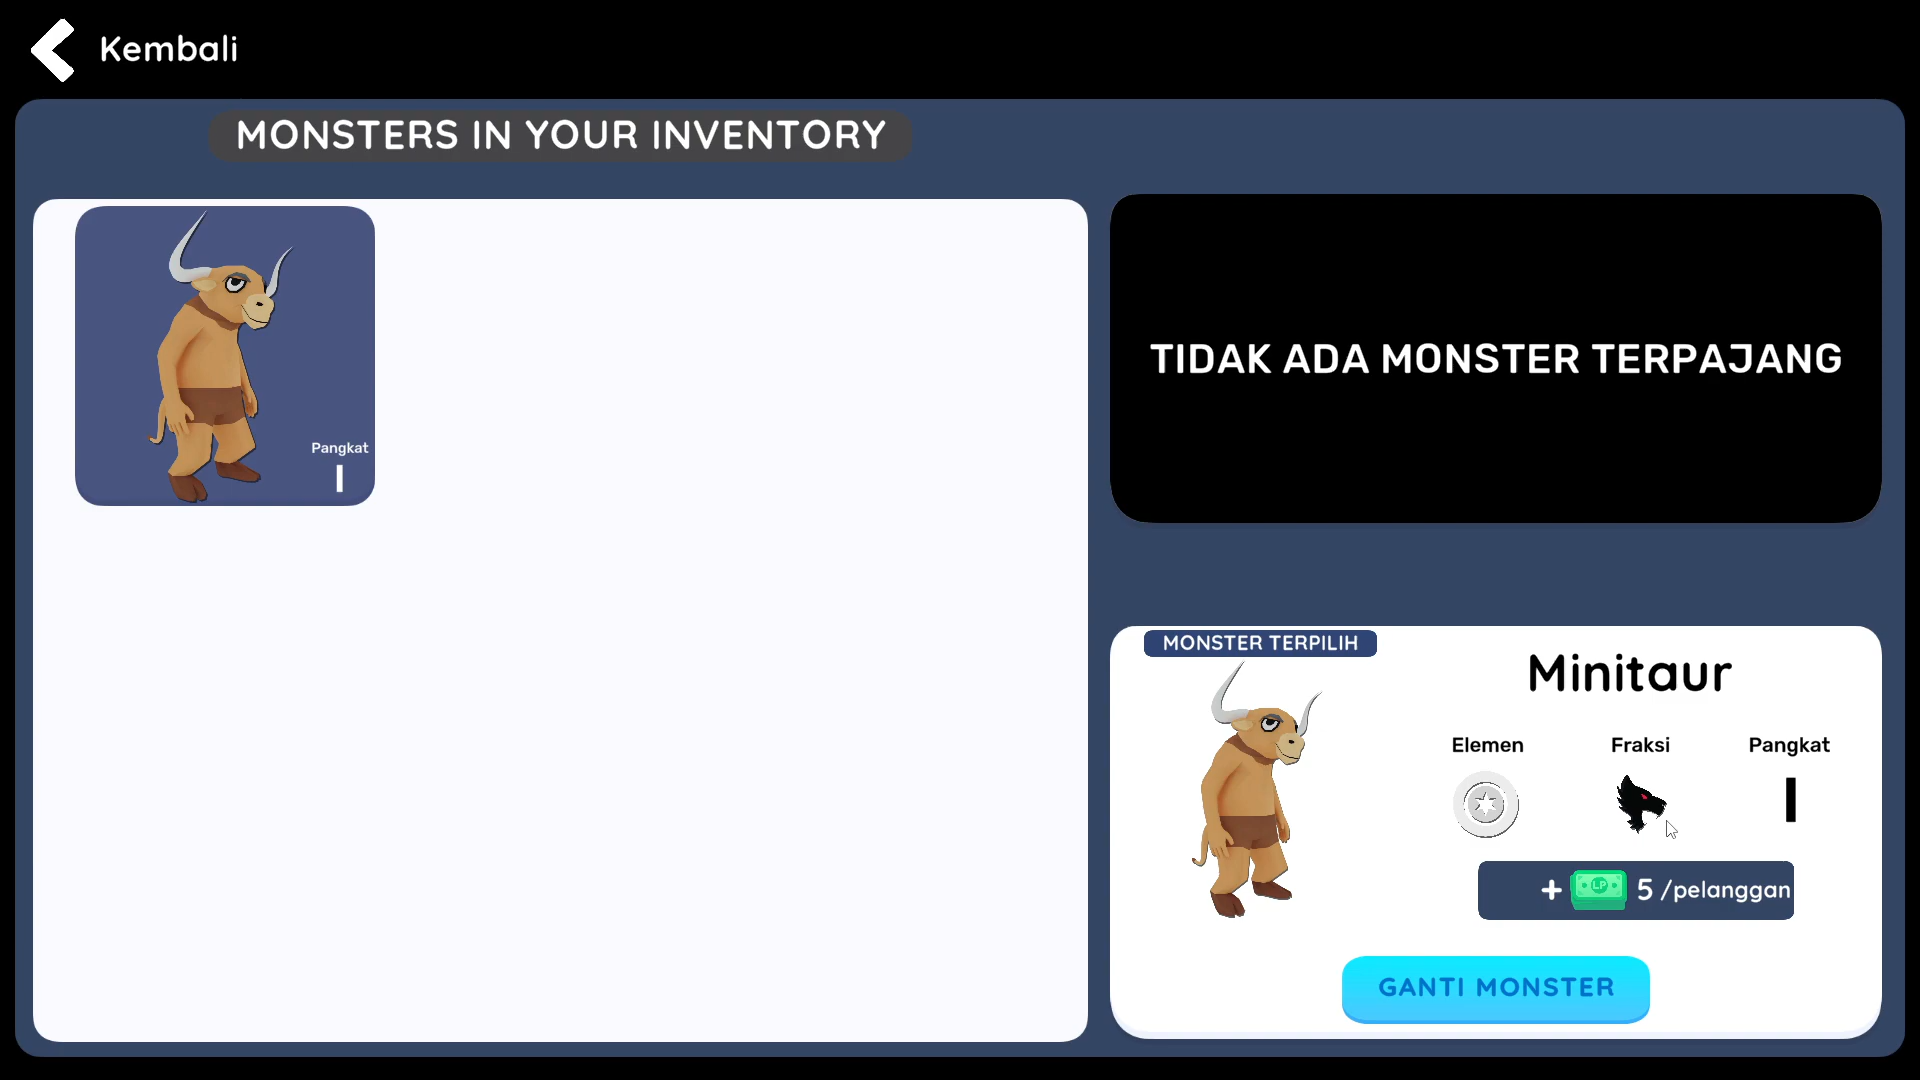 Kembali
MONSTERS IN YOUR INVENTORY
Pangkat
I
TIDAK ADA MONSTER TERPAJANG
MONSTER TERPILIH
Minitaur
Elemen Fraksi Pangkat
I
+ LP 5 /pelanggan
GANTI MONSTER